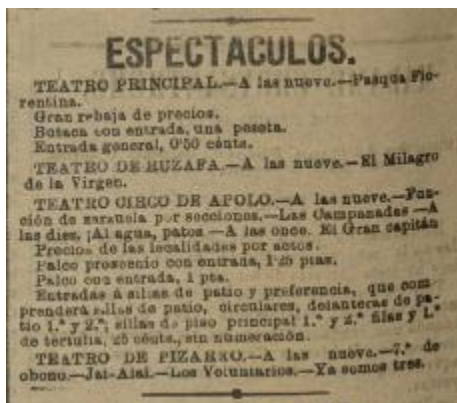 ESPECTACULOS.
TEATRO PRINCIPAL.—A las nueve.—Pasqua Flo-
rentina.
Gran rebaja de precios.
Butaca con entrada, una peseta.
Entrada general, 0'50 cénts.
TEATRO DE RUZAFA.—A las nueve.—El Milagro
de la Virgen.
TEATRO CIRCO DE APOLO.—A las nueve.—Fun-
ción de zarzuela por secciones.—Las Campanadas—A
las diez. ¡Al agua, patos—A las once. El Gran capitán
Precios de las localidades por actos.
Palco proscenio con entrada, 1'25 ptas.
Palco con entrada, 1 pta.
Entradas á sillas de patio y preferencia, que com
prenderá sillas de patio, circulares, delanteras de pa-
tio 1.ª y 2.ª; sillas de piso principal 1.ª y 2.ª filas y 1.ª
de tertulia, 25 cénts., sin numeración.
TEATRO DE PIZARRO.—A las nueve.—7.º de
obono.—Jai-Alai.—Los Voluntarios.—Ya somos tres.